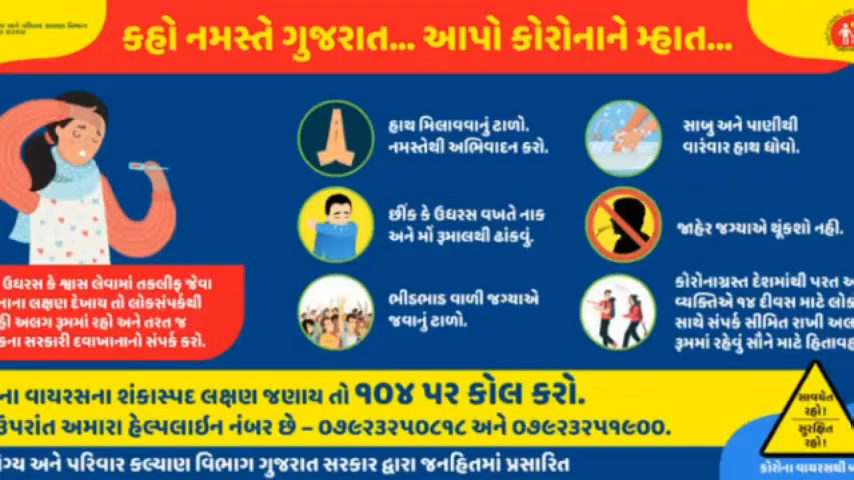 અને પરિવાર કલ્યાણ વિભાગ
કહો નમસ્તે ગુજરાત... આપો કોરોનાને મ્હાત...
હાથ મિલાવવાનું ટાળો.
નમસ્તેથી અભિવાદન કરો.
સાબુ અને પાણીથી
વારંવાર હાથ ધોવો.
છીંક કે ઉધરસ વખતે નાક
અને મોં રૂમાલથી ઢાંકવું.
જાહેર જગ્યાએ થૂંકશો નહી.
ભીડભાડ વાળી જગ્યાએ
જવાનું ટાળો.
કોરોનાગ્રસ્ત દેશમાંથી પરત
વ્યક્તિએ ૧૪ દીવસ માટે
સાથે સંપર્ક સીમિત રાખી
રૂમમાં રહેવું સૌને માટે
ઉધરસ કે શ્વાસ લેવામાં તકલીફ જેવા
લક્ષણ દેખાય તો લોકસંપર્કથી
અલગ રૂમમાં રહો અને તરત જ
સરકારી દવાખાનાનો સંપર્ક કરો.
ના વાયરસના શંકાસ્પદ લક્ષણ જણાય તો ૧૦૪ પર કોલ કરો.
ઉપરાંત અમારા હેલ્પલાઈન નંબર છે – ૦૭૯૨૩૨૫૦૮૧૮ અને ૦૭૯૨૩૨૫૧૯૦૦.
અને પરિવાર કલ્યાણ વિભાગ ગુજરાત સરકાર દ્વારા જનહિતમાં પ્રસારિત
સાવચેત
રહો!
સુરક્ષિત
રહો!
કોરોના વાયરસથી